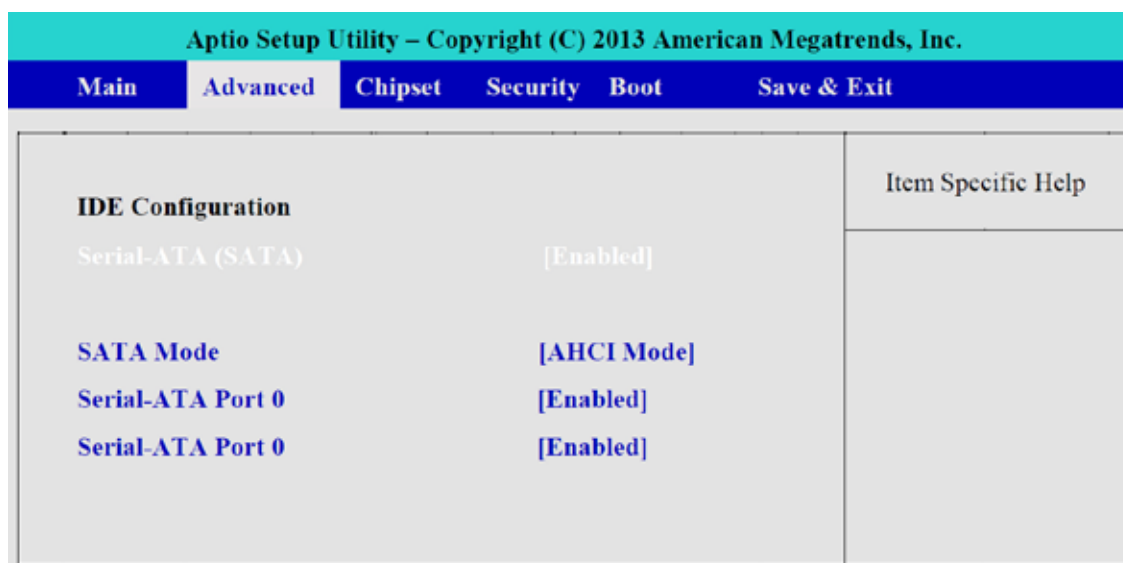 Aptio Setup Utility – Copyright (C) 2013 American Megatrends, Inc.
Main Advanced Chipset Security Boot Save & Exit
IDE Configuration
Item Specific Help
Serial-ATA (SATA) [Enabled]
SATA Mode [AHCI Mode]
Serial-ATA Port 0 [Enabled]
Serial-ATA Port 0 [Enabled]